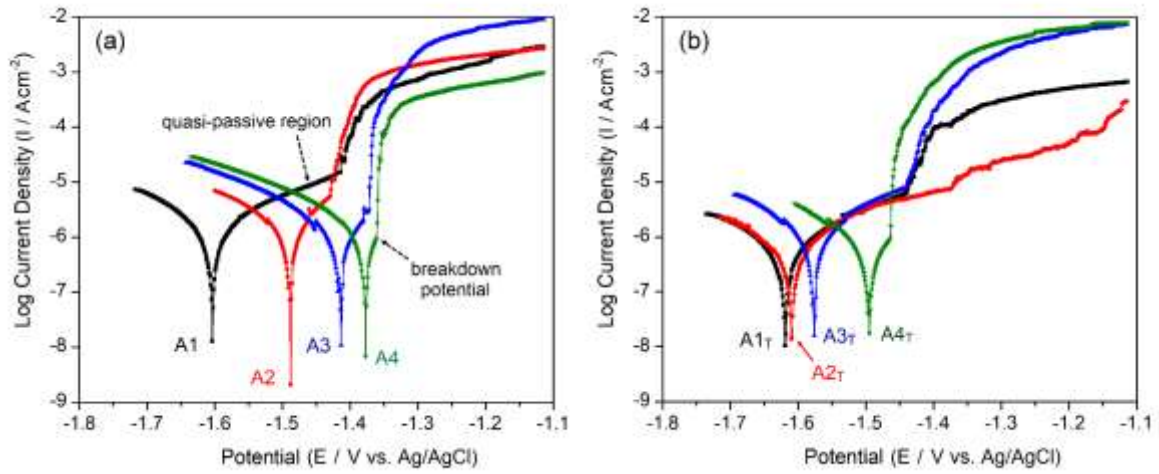 (a)
Log Current Density (I / Acm⁻²)
-2
-3
-4
-5
-6
-7
-8
-9
quasi-passive region
breakdown
potential
A1
A2
A3
A4
-1.8 -1.7 -1.6 -1.5 -1.4 -1.3 -1.2 -1.1
Potential (E / V vs. Ag/AgCl)
(b)
Log Current Density (I / Acm⁻²)
-2
-3
-4
-5
-6
-7
-8
-9
A1T
A2T
A3T
A4T
-1.8 -1.7 -1.6 -1.5 -1.4 -1.3 -1.2 -1.1
Potential (E / V vs. Ag/AgCl)